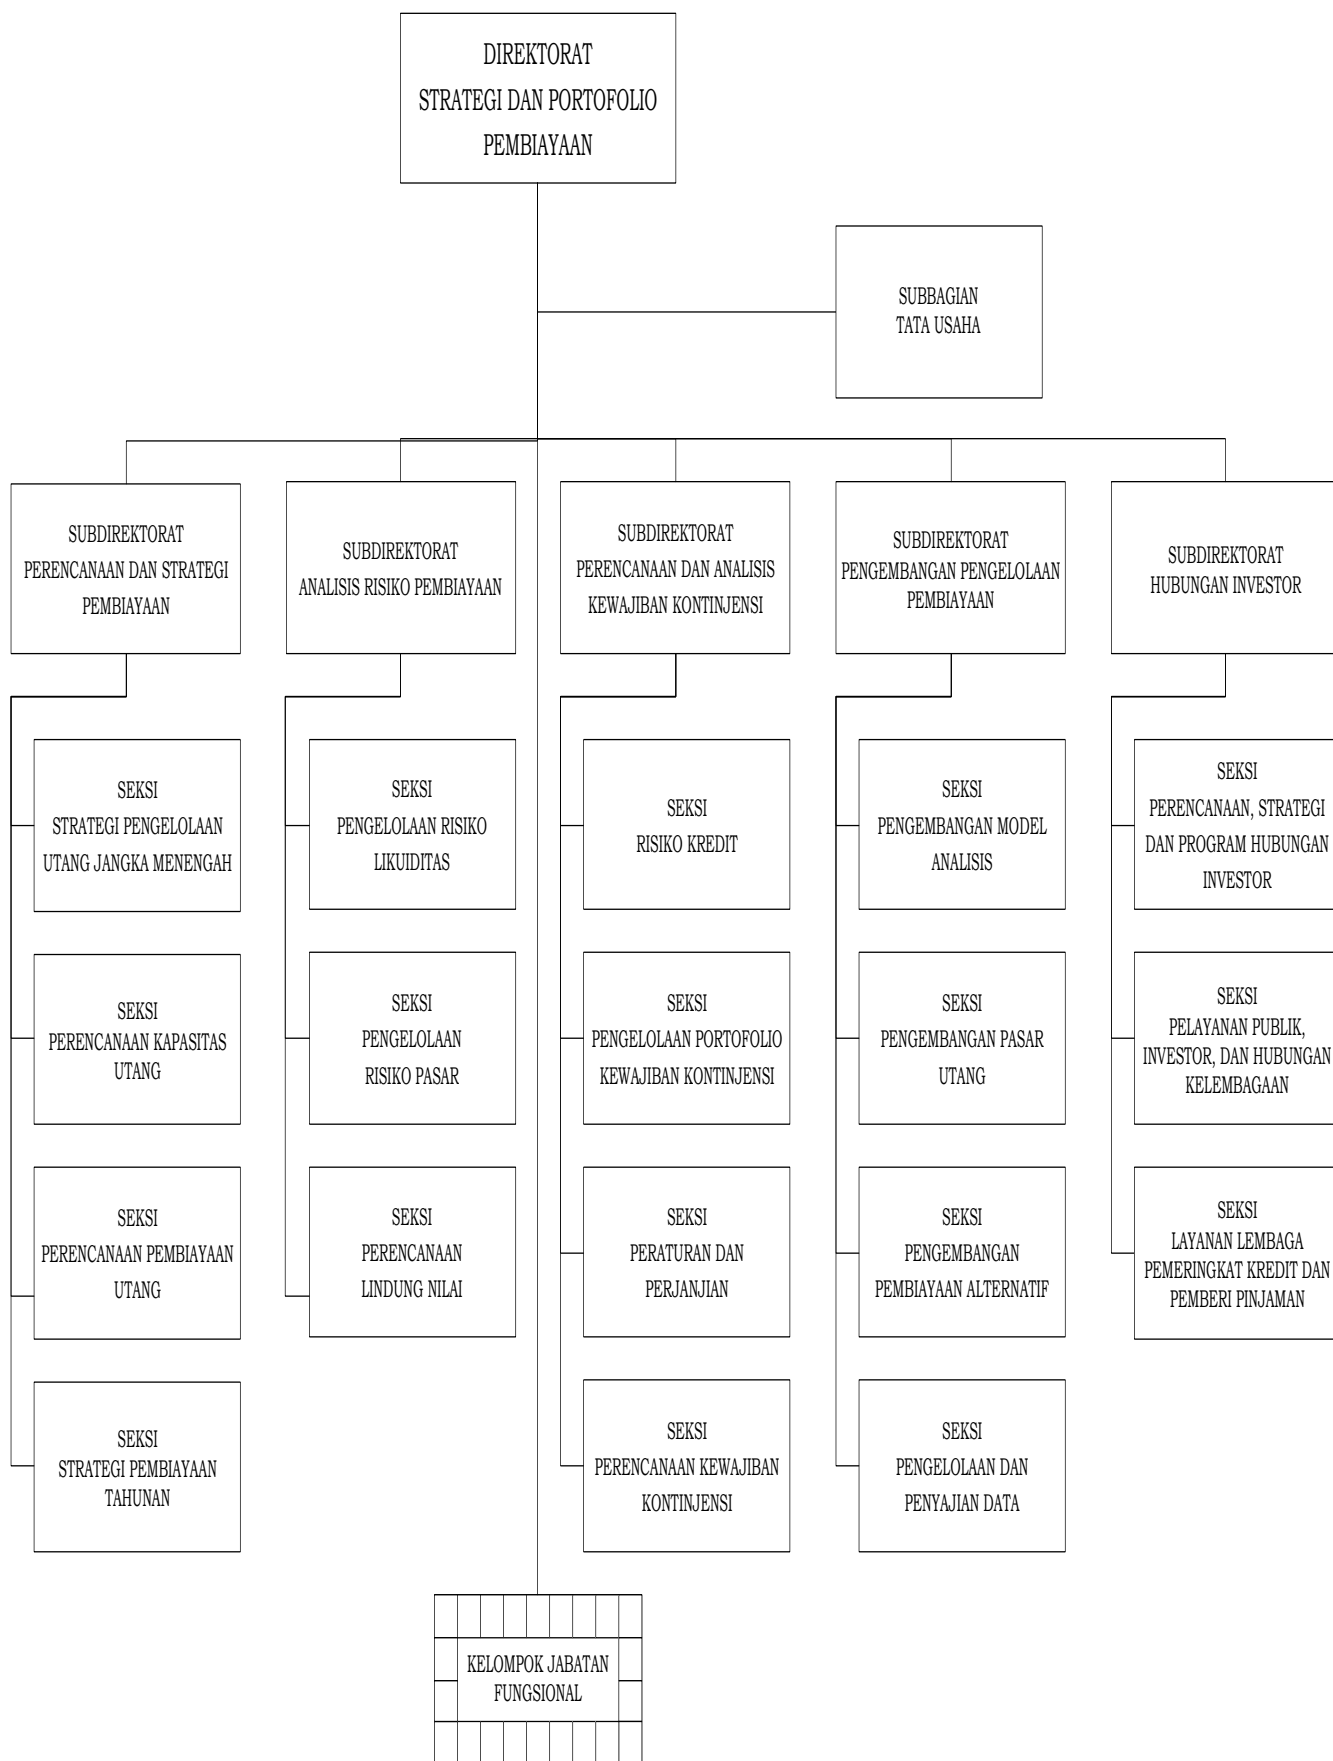 DIREKTORAT
STRATEGI DAN PORTOFOLIO
PEMBIAYAAN
SUBBAGIAN
TATA USAHA
SUBDIREKTORAT
PERENCANAAN DAN STRATEGI
PEMBIAYAAN
SUBDIREKTORAT
ANALISIS RISIKO PEMBIAYAAN
SUBDIREKTORAT
PERENCANAAN DAN ANALISIS
KEWAJIBAN KONTINJENSI
SUBDIREKTORAT
PENGEMBANGAN PENGELOLAAN
PEMBIAYAAN
SUBDIREKTORAT
HUBUNGAN INVESTOR
SEKSI
STRATEGI PENGELOLAAN
UTANG JANGKA MENENGAH
SEKSI
PENGELOLAAN RISIKO
LIKUIDITAS
SEKSI
RISIKO KREDIT
SEKSI
PENGEMBANGAN MODEL
ANALISIS
SEKSI
PERENCANAAN, STRATEGI
DAN PROGRAM HUBUNGAN
INVESTOR
SEKSI
PERENCANAAN KAPASITAS
UTANG
SEKSI
PENGELOLAAN
RISIKO PASAR
SEKSI
PENGELOLAAN PORTOFOLIO
KEWAJIBAN KONTINJENSI
SEKSI
PENGEMBANGAN PASAR
UTANG
SEKSI
PELAYANAN PUBLIK,
INVESTOR, DAN HUBUNGAN
KELEMBAGAAN
SEKSI
PERENCANAAN PEMBIAYAAN
UTANG
SEKSI
PERENCANAAN
LINDUNG NILAI
SEKSI
PERATURAN DAN
PERJANJIAN
SEKSI
PENGEMBANGAN
PEMBIAYAAN ALTERNATIF
SEKSI
LAYANAN LEMBAGA
PEMERINGKAT KREDIT DAN
PEMBERI PINJAMAN
SEKSI
STRATEGI PEMBIAYAAN
TAHUNAN
SEKSI
PERENCANAAN KEWAJIBAN
KONTINJENSI
SEKSI
PENGELOLAAN DAN
PENYAJIAN DATA
KELOMPOK JABATAN
FUNGSIONAL